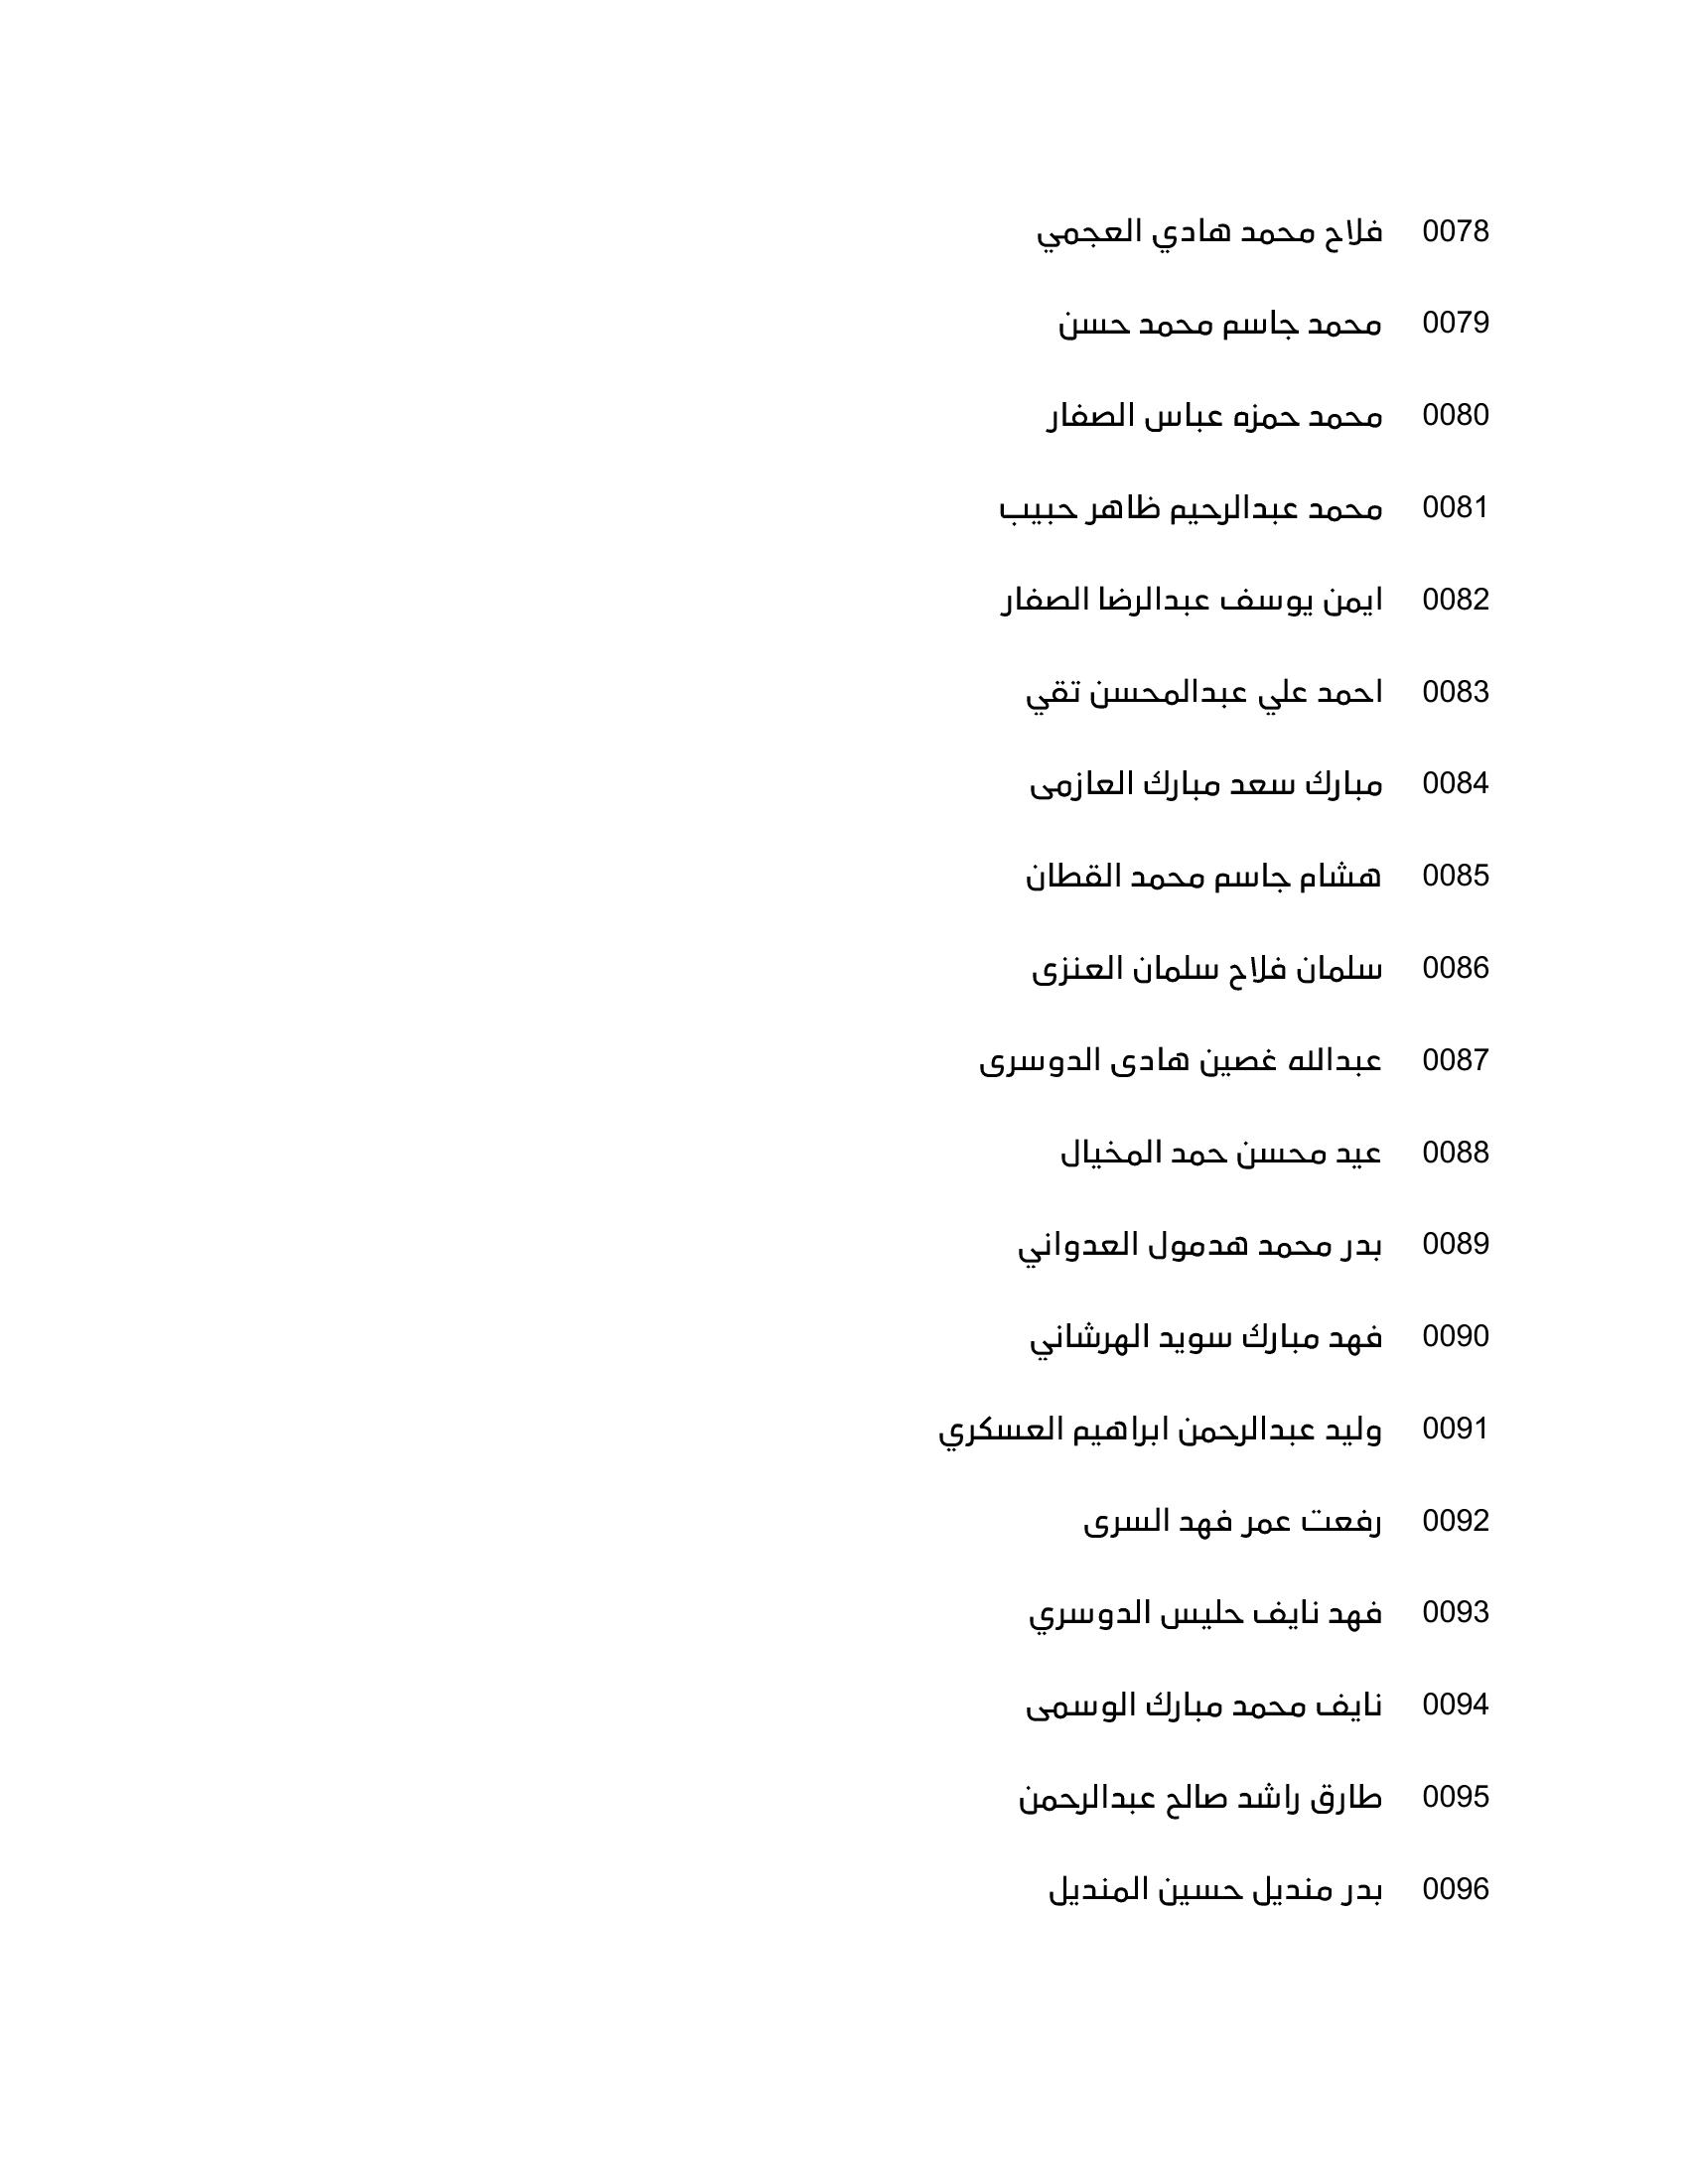 0078 فلاح محمد هادي العجمي
0079 محمد جاسم محمد حسن
0080 محمد حمزه عباس الصفار
0081 محمد عبدالرحيم ظاهر حبيب
0082 ايمن يوسف عبدالرضا الصفار
0083 احمد علي عبدالمحسن تقي
0084 مبارك سعد مبارك العازمى
0085 هشام جاسم محمد القطان
0086 سلمان فلاح سلمان العنزى
0087 عبدالله غصين هادى الدوسرى
0088 عيد محسن حمد المخيال
0089 بدر محمد هدمول العدواني
0090 فهد مبارك سويد الهرشاني
0091 وليد عبدالرحمن ابراهيم العسكري
0092 رفعت عمر فهد السرى
0093 فهد نايف حليس الدوسري
0094 نايف محمد مبارك الوسمى
0095 طارق راشد صالح عبدالرحمن
0096 بدر منديل حسين المنديل